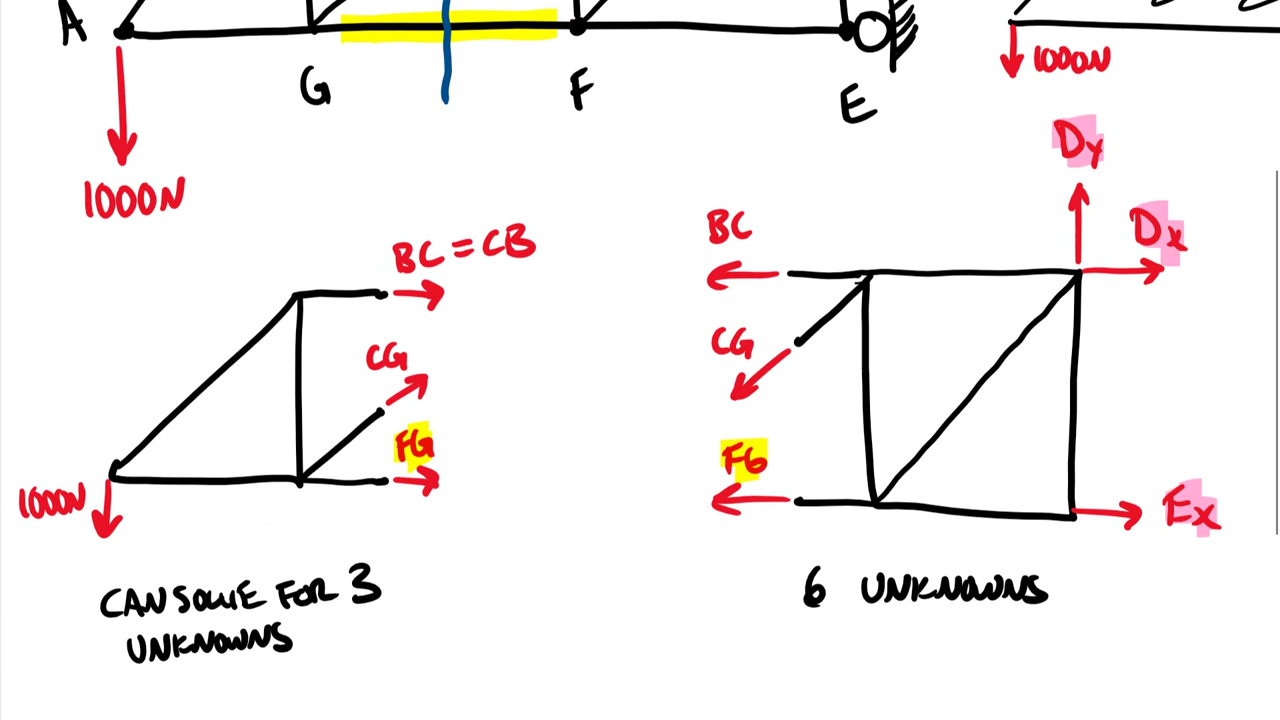 A
G
F
E
1000N
1000N
Dy
Dx
BC = CB
CG
FG
1000N
BC
CG
FG
Ex
CAN SOLVE FOR 3
UNKNOWNS
6 UNKNOWNS